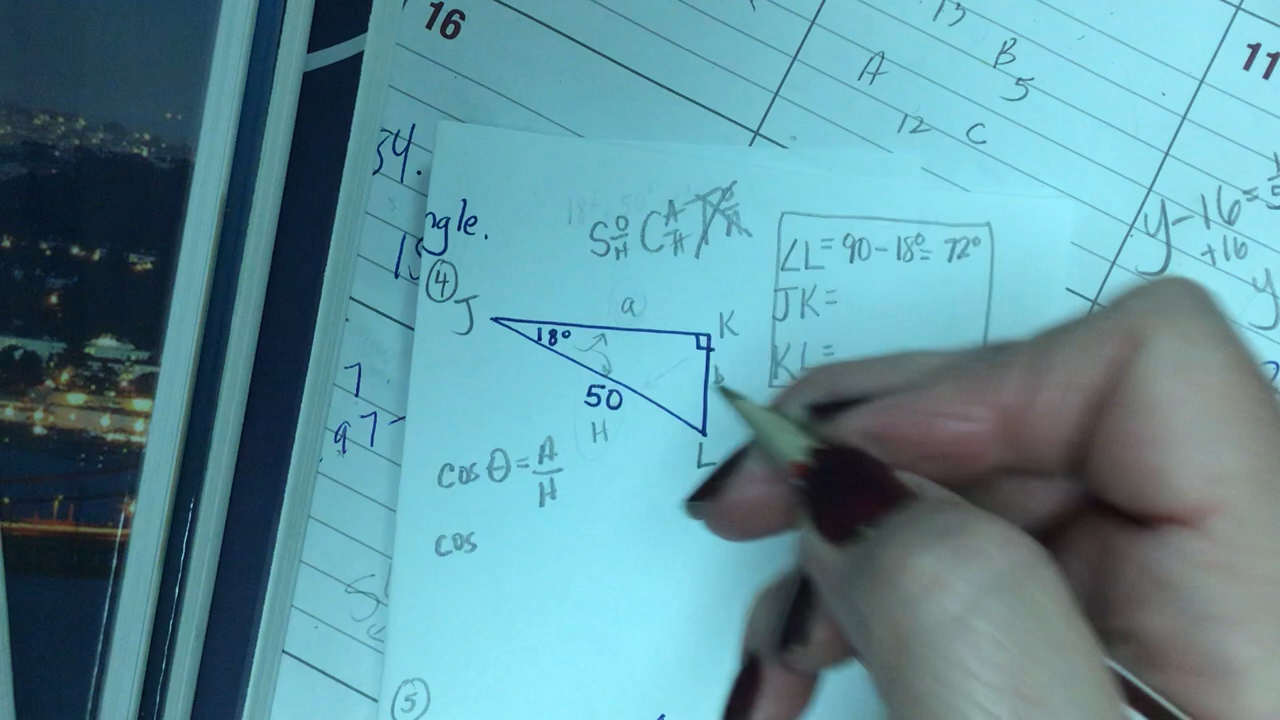 16
13
A
B
5
11
12
C
34.
ngle.
S O/H C A/H
∠L = 90 - 18° = 72°
JK =
KL =
4
J
a
K
18°
b
50
H
L
y - 16 =
+16
y
7
97
cos θ = A/H
cos
5